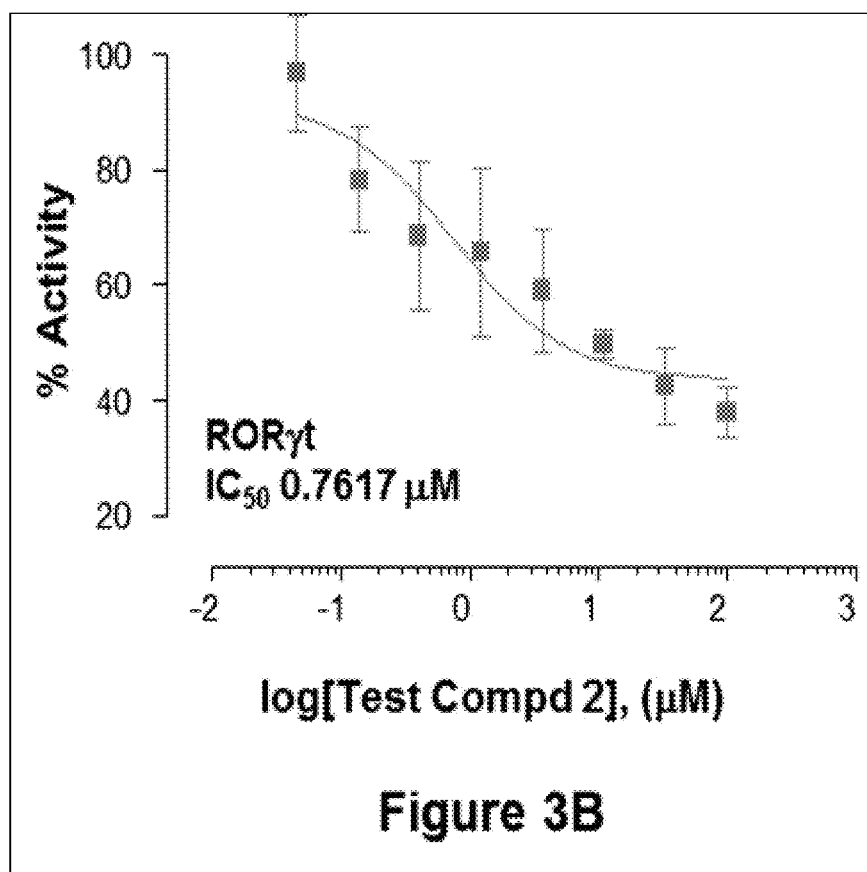 100
80
60
40
20
% Activity
RORγt
IC₅₀ 0.7617 μM
-2 -1 0 1 2 3
log[Test Compd 2], (μM)
Figure 3B